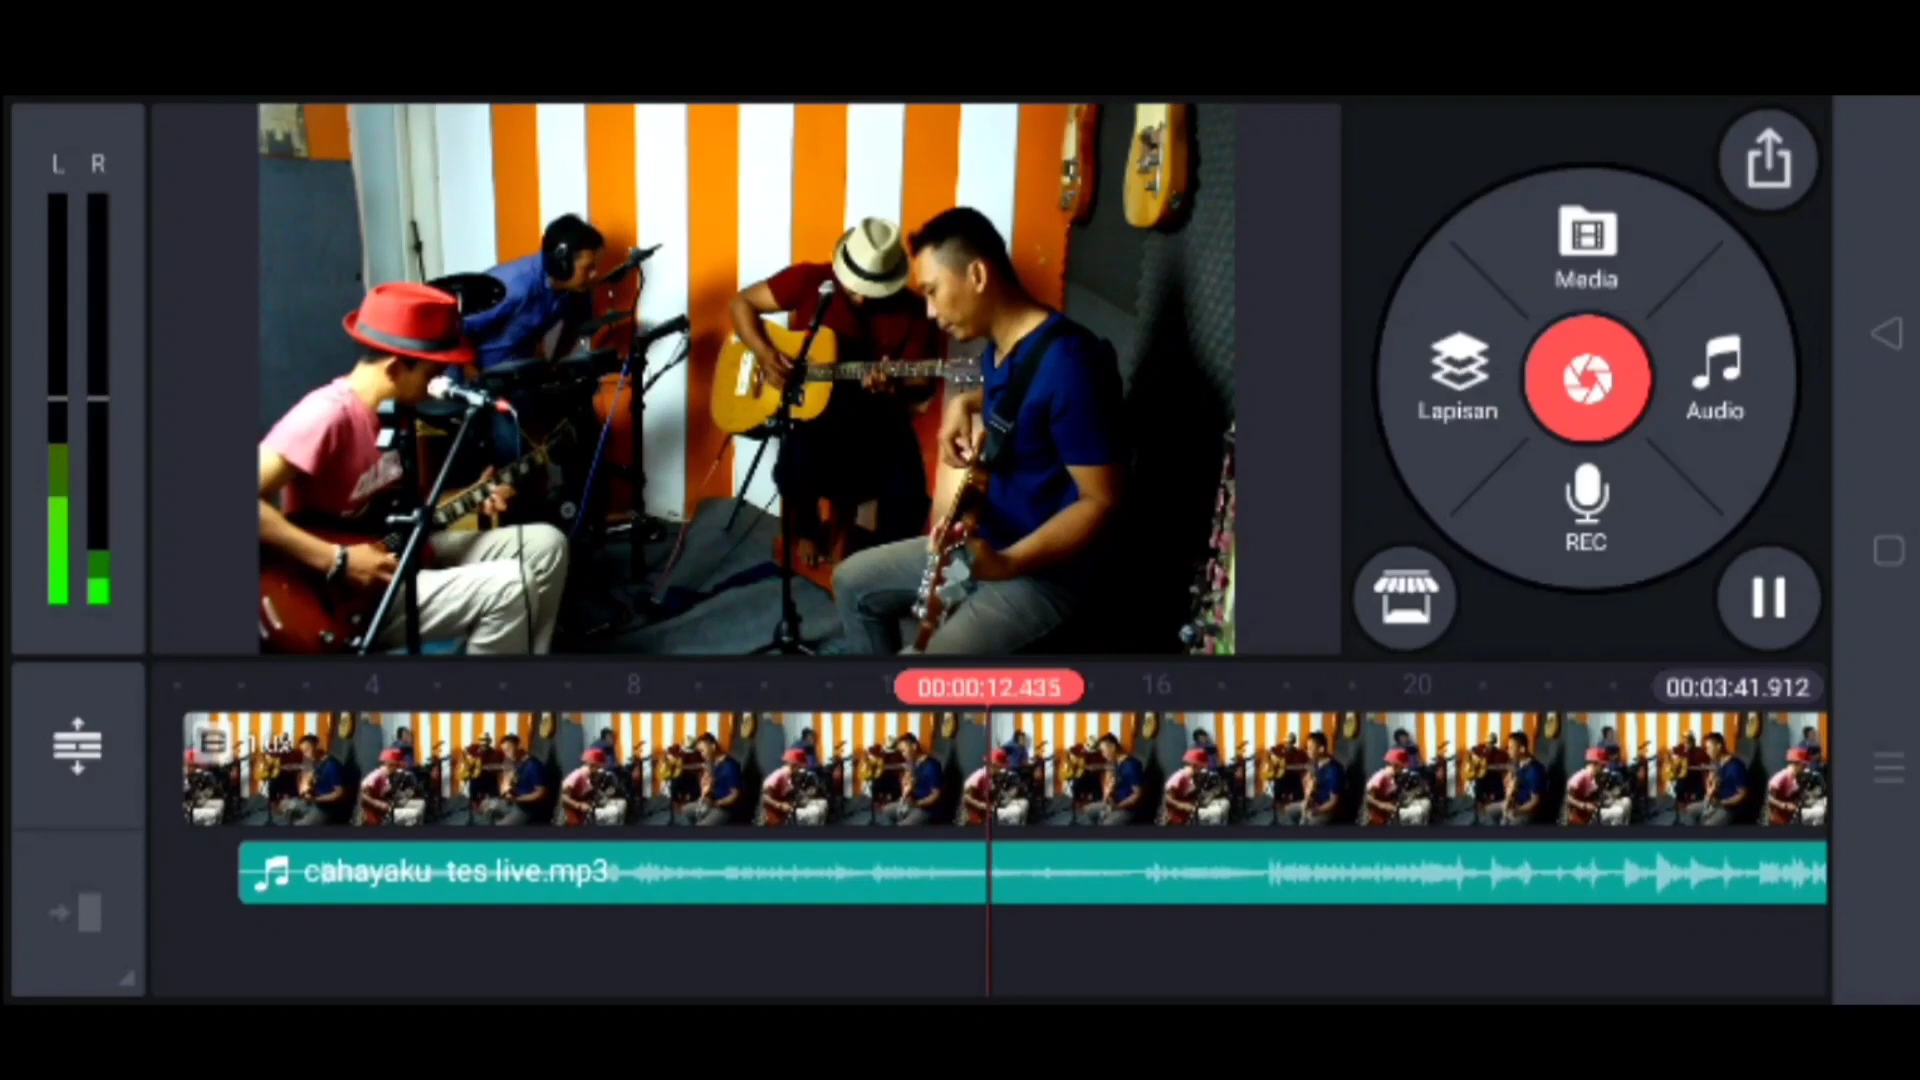 L R
Media
Lapisan
Audio
REC
4
8
00:00:12.435
16
20
00:03:41.912
cahayaku tes live.mp3